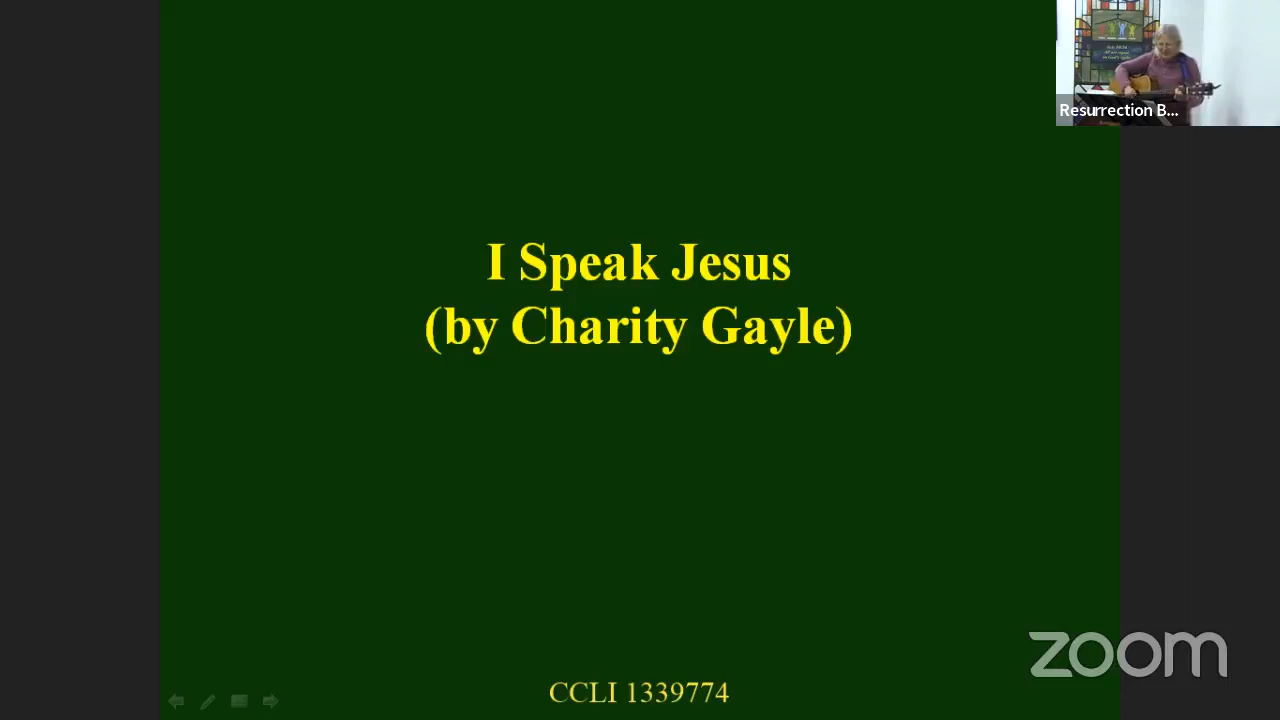 Resurrection B...
I Speak Jesus
(by Charity Gayle)
zoom
CCLI 1339774